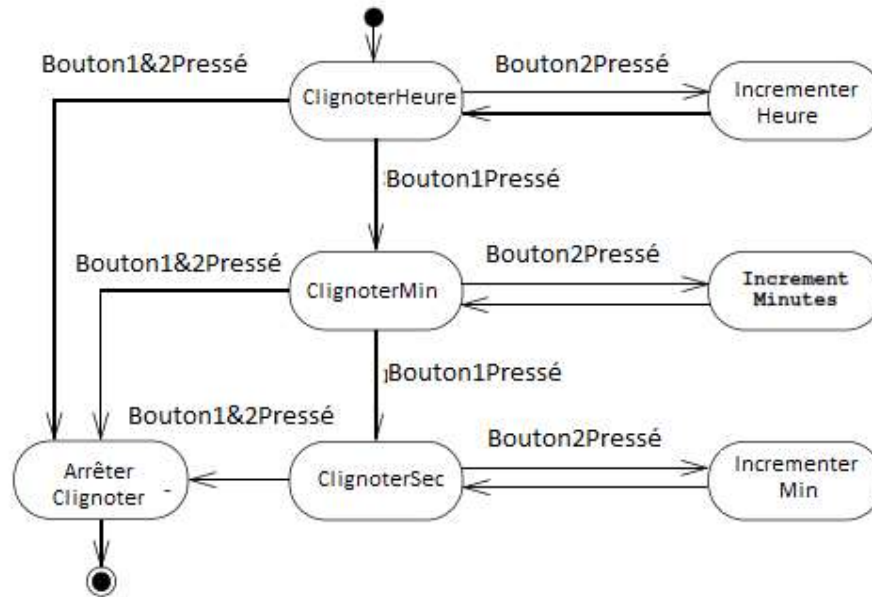 Bouton1&2Pressé
Bouton2Pressé
ClignoterHeure
Incrementer
Heure
Bouton1Pressé
Bouton1&2Pressé
Bouton2Pressé
ClignoterMin
Increment
Minutes
Bouton1Pressé
Bouton1&2Pressé
Bouton2Pressé
Arrêter
Clignoter
ClignoterSec
Incrementer
Min